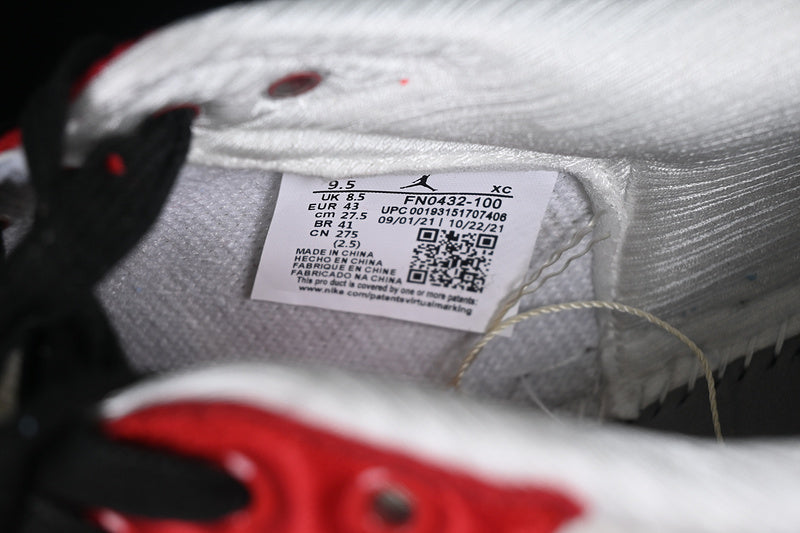 9.5 XC
UK 8.5 FN0432-100
EUR 43 UPC 00193151707406
cm 27.5 09/01/21 | 10/22/21
BR 41
CN 275
(2.5)
MADE IN CHINA
HECHO EN CHINA
FABRIQUE EN CHINE
FABRICADO NA CHINA
This pro duct is covered by one or more patents:
www.nike.com/patentsvirtualmarking